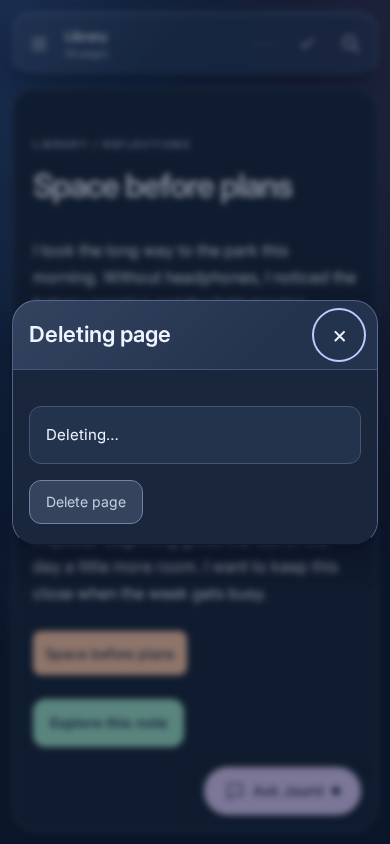 Library
LIBRARY / REFLECTIONS
Space before plans
I took the long way to the park this
morning. Without headphones, I noticed the
Deleting page
×
Deleting...
Delete page
day a little more room. I want to keep this
close when the week gets busy.
Space before plans
Explore this note